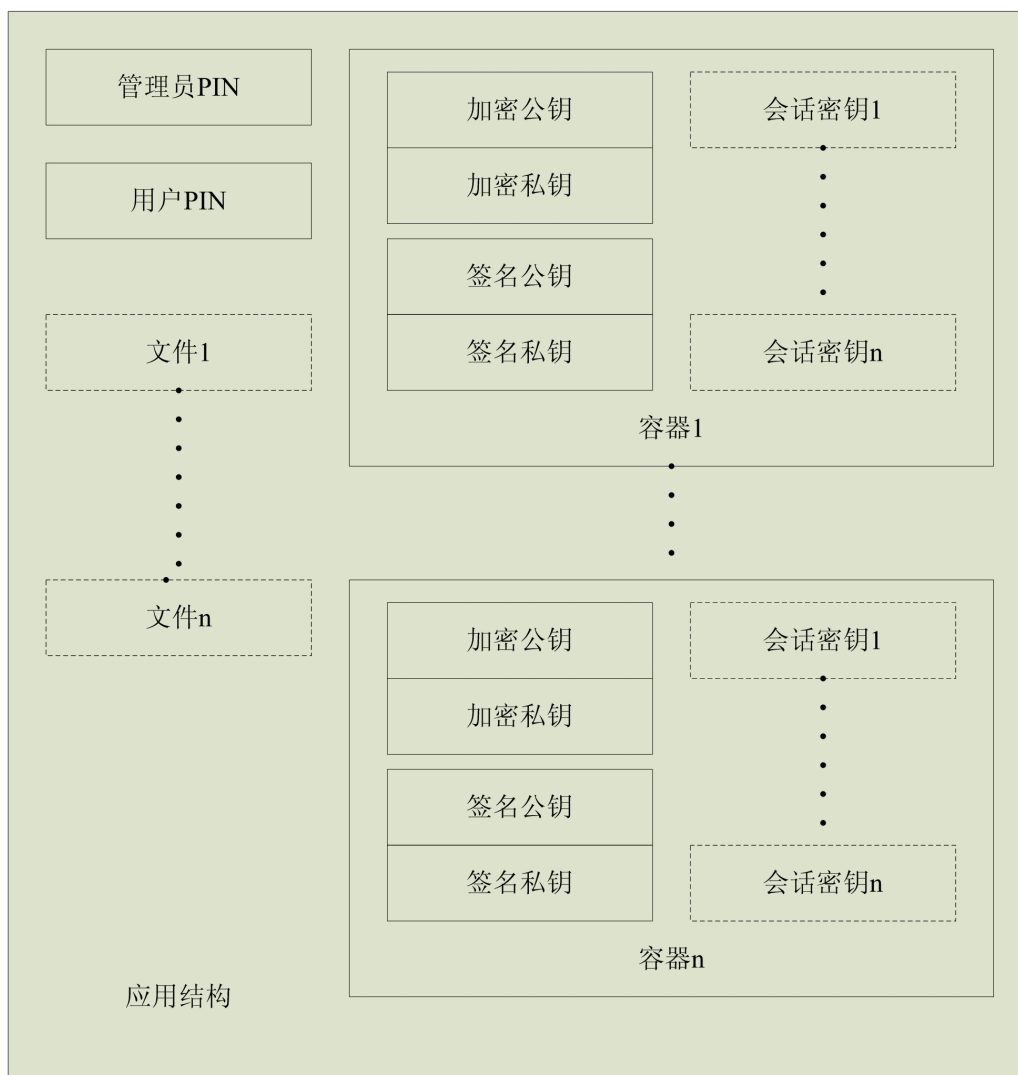 管理员PIN
用户PIN
文件1
文件n
应用结构
加密公钥
加密私钥
签名公钥
签名私钥
会话密钥1
会话密钥n
容器1
加密公钥
加密私钥
签名公钥
签名私钥
会话密钥1
会话密钥n
容器n